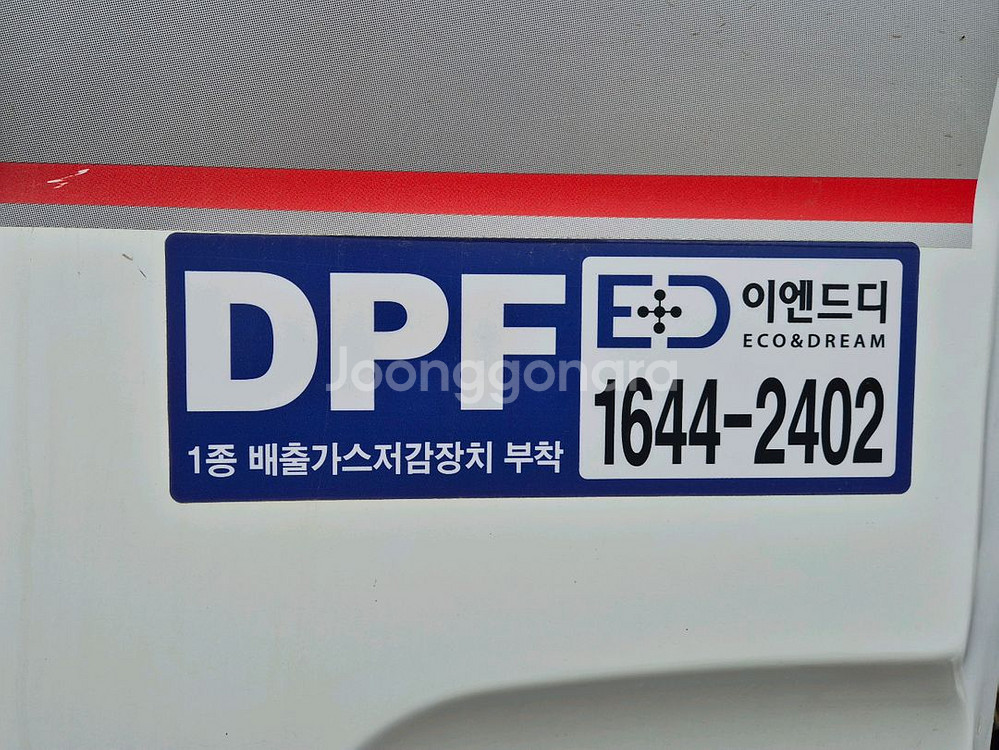 DPF
1종 배출가스저감장치 부착
ED 이엔드디
ECO&DREAM
1644-2402
Joonggonara